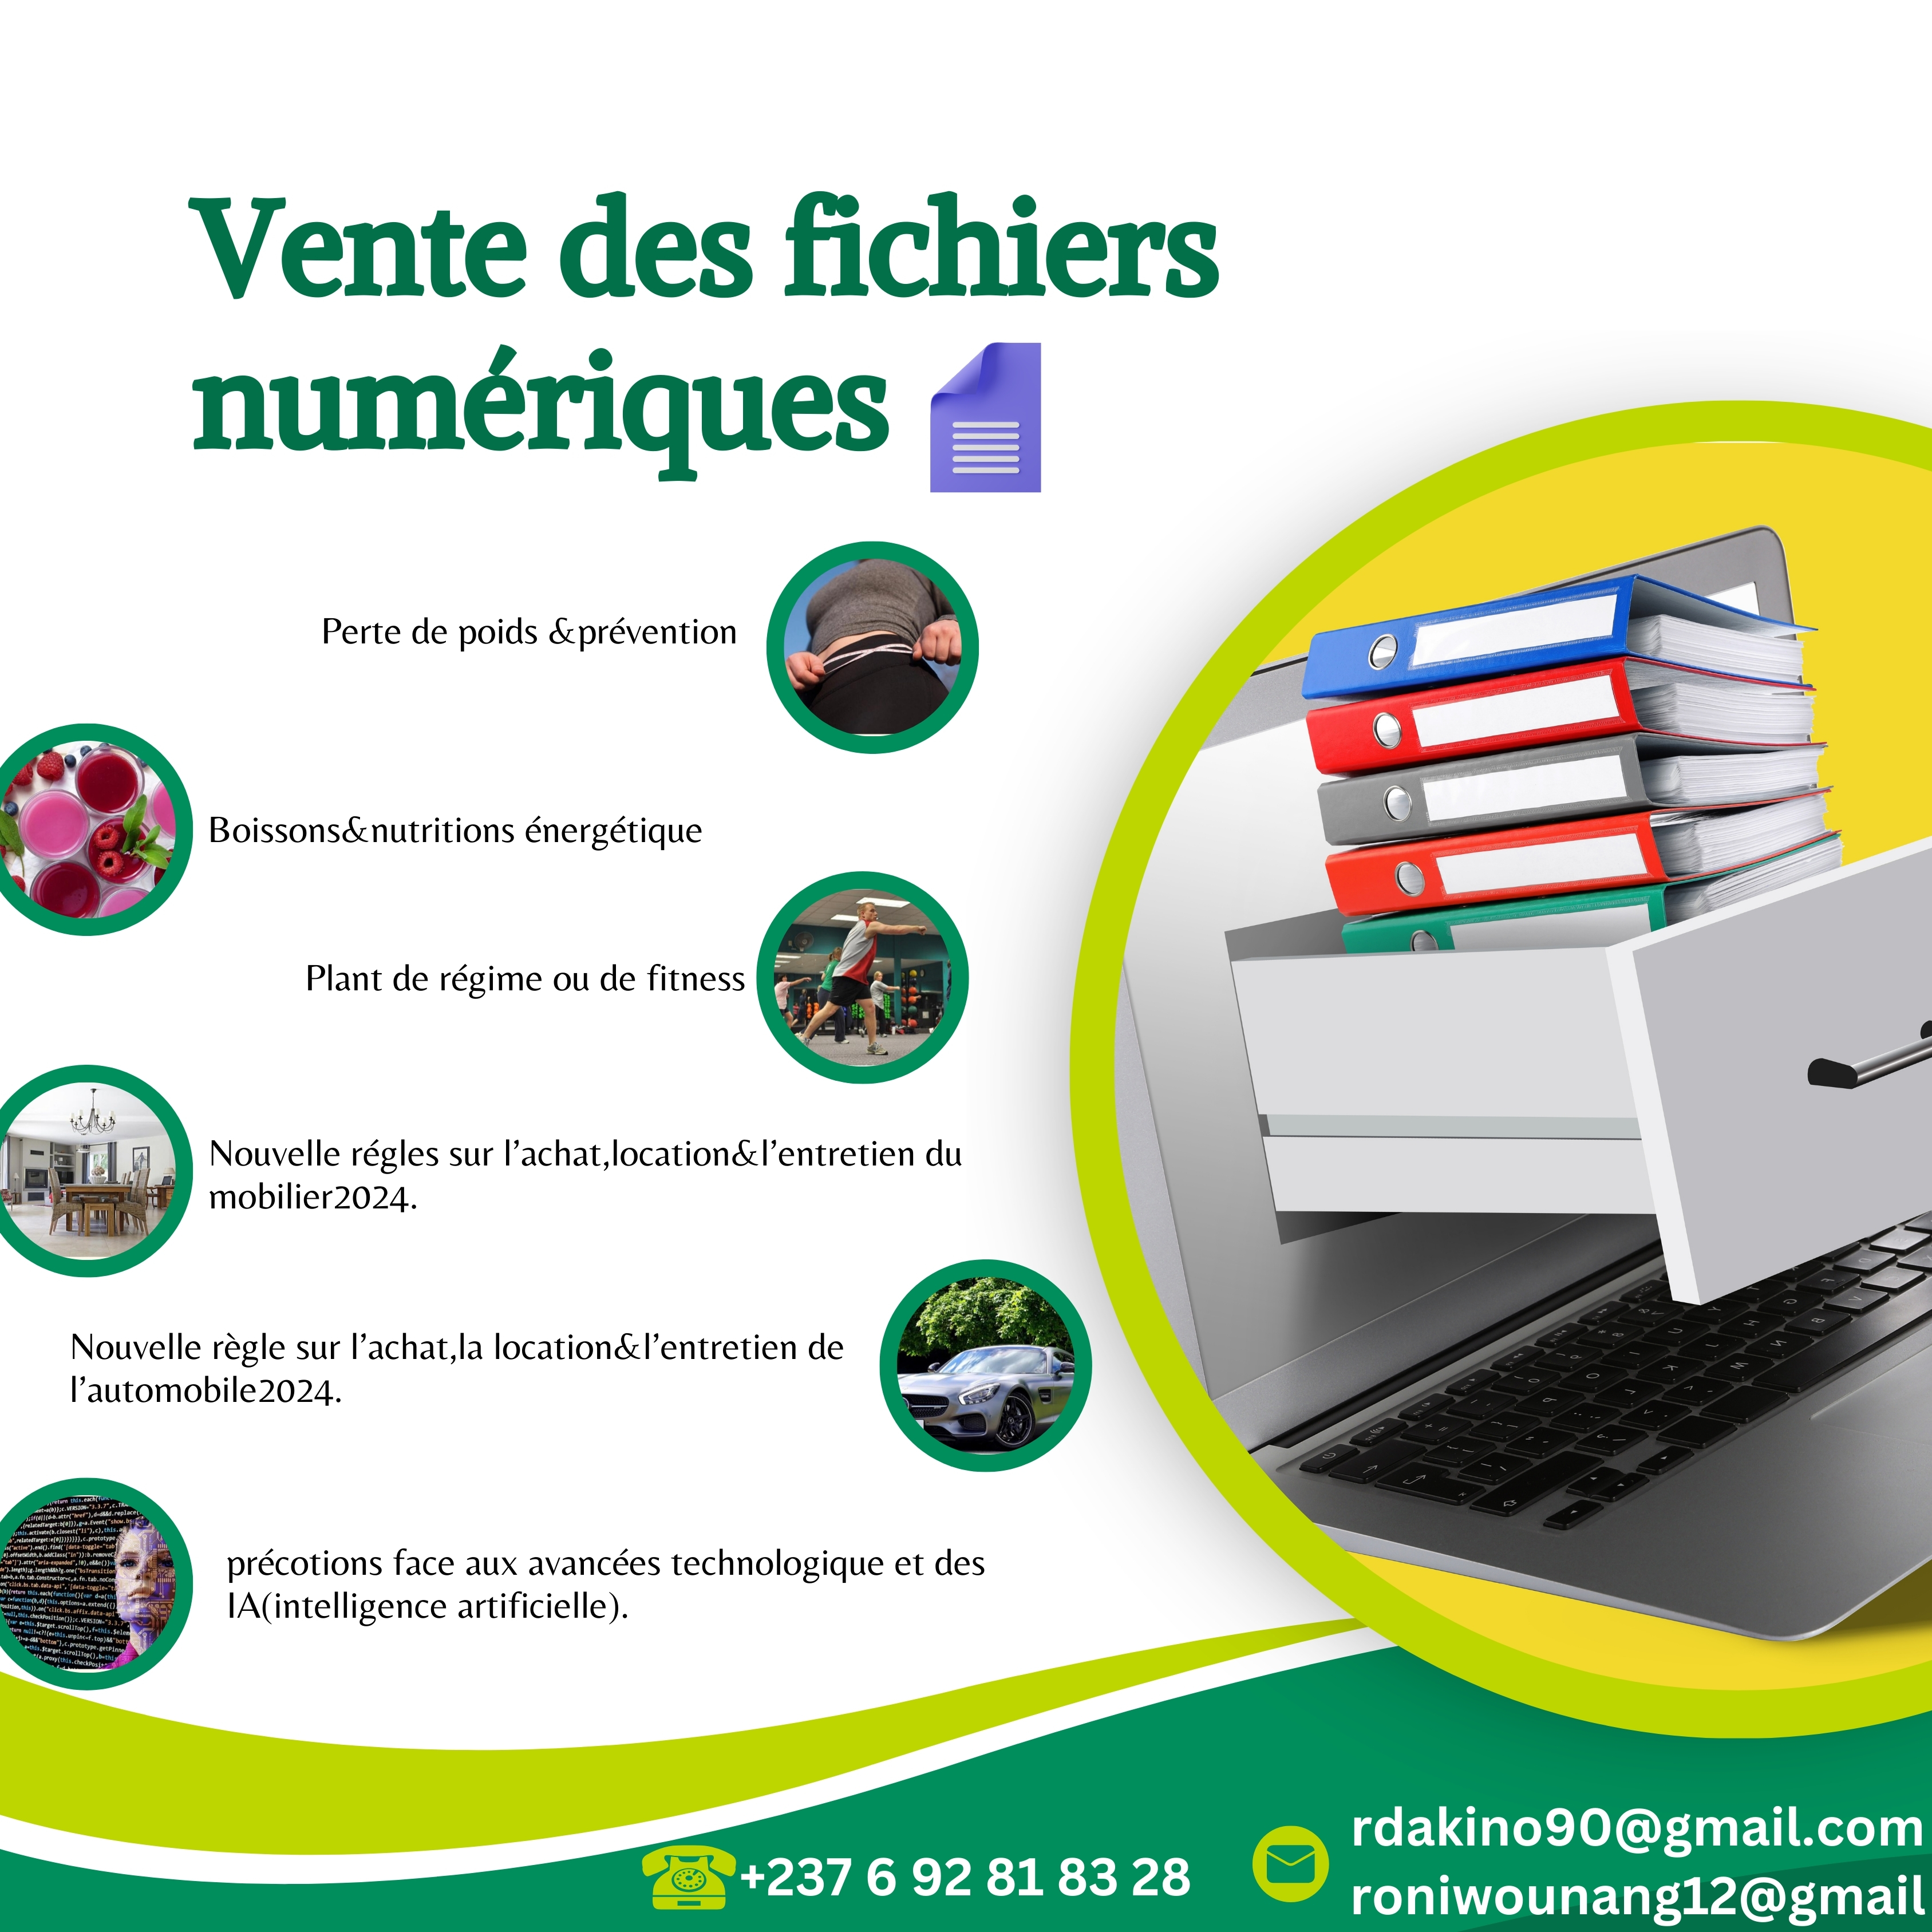 Vente des fichiers
numériques
Perte de poids &prévention
Boissons&nutritions énergétique
Plant de régime ou de fitness
Nouvelle régles sur l'achat,location&l'entretien du
mobilier2024.
Nouvelle règle sur l'achat,la location&l'entretien de
l'automobile2024.
précotions face aux avancées technologique et des
IA(intelligence artificielle).
+237 6 92 81 83 28
rdakino90@gmail.com
roniwounang12@gmail